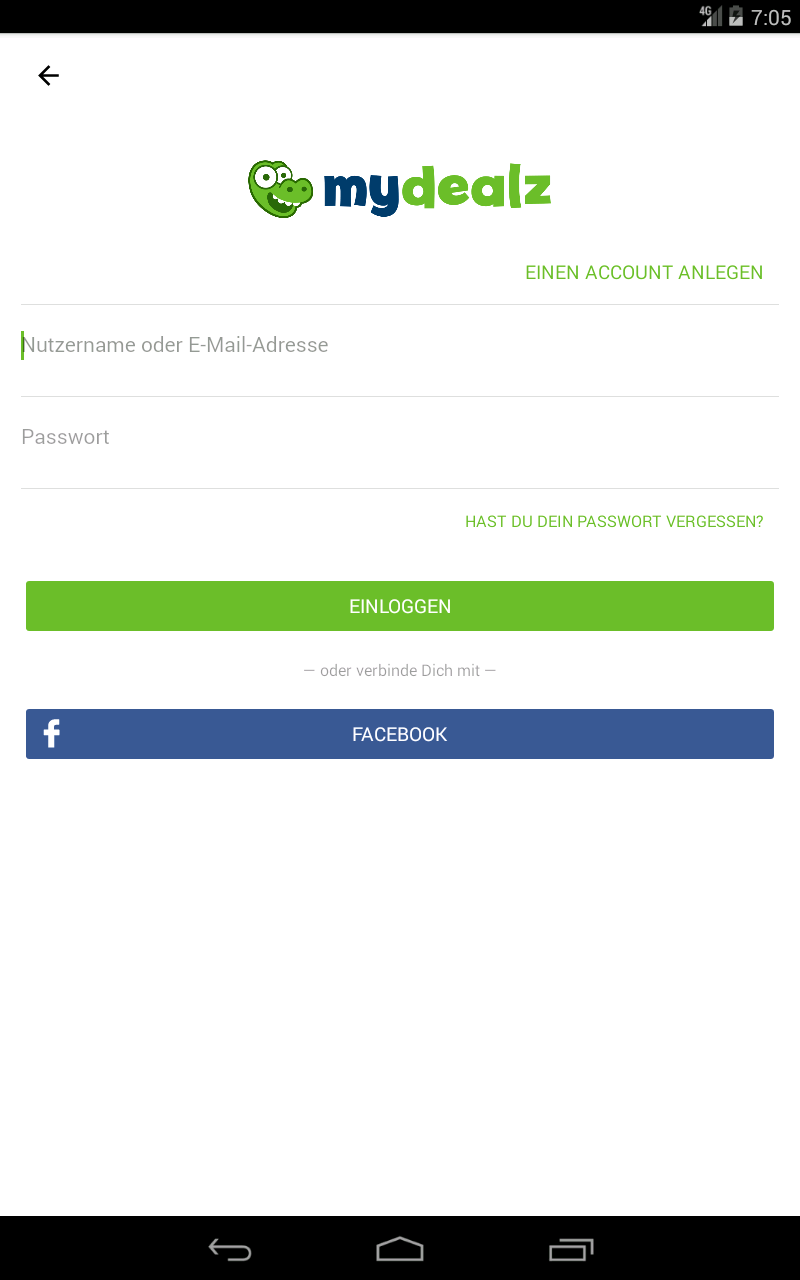 4G 7:05
mydealz
EINEN ACCOUNT ANLEGEN
Nutzername oder E-Mail-Adresse
Passwort
HAST DU DEIN PASSWORT VERGESSEN?
EINLOGGEN
— oder verbinde Dich mit —
FACEBOOK